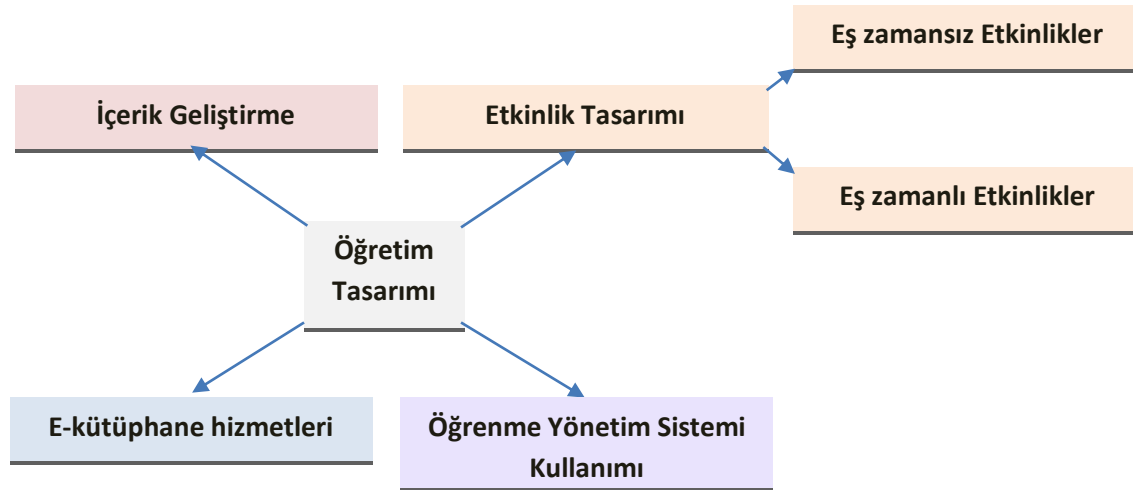 Eş zamansız Etkinlikler
İçerik Geliştirme
Etkinlik Tasarımı
Eş zamanlı Etkinlikler
Öğretim
Tasarımı
E-kütüphane hizmetleri
Öğrenme Yönetim Sistemi
Kullanımı